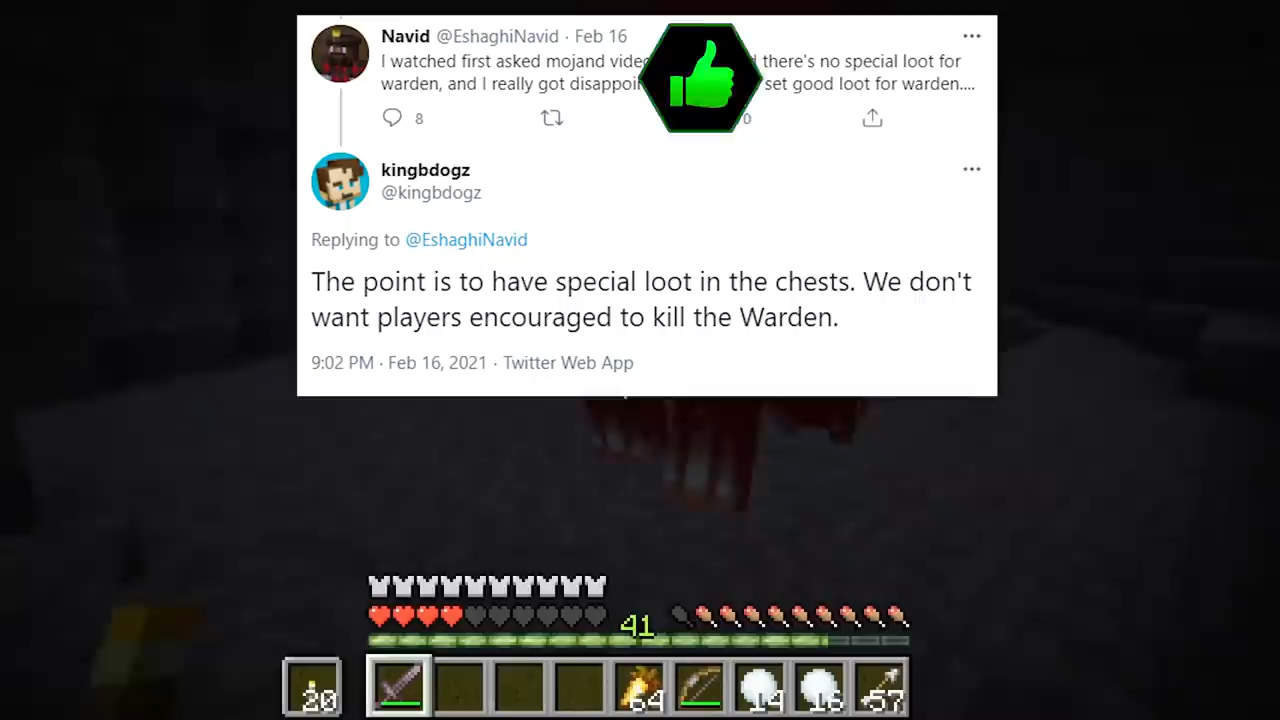 Navid @EshaghiNavid · Feb 16
I watched first asked mojand there's no special loot for
warden, and I really got set good loot for warden....
8 0
kingbdogz
@kingbdogz
Replying to @EshaghiNavid
The point is to have special loot in the chests. We don't
want players encouraged to kill the Warden.
9:02 PM · Feb 16, 2021 · Twitter Web App
41
20 64 14 16 57